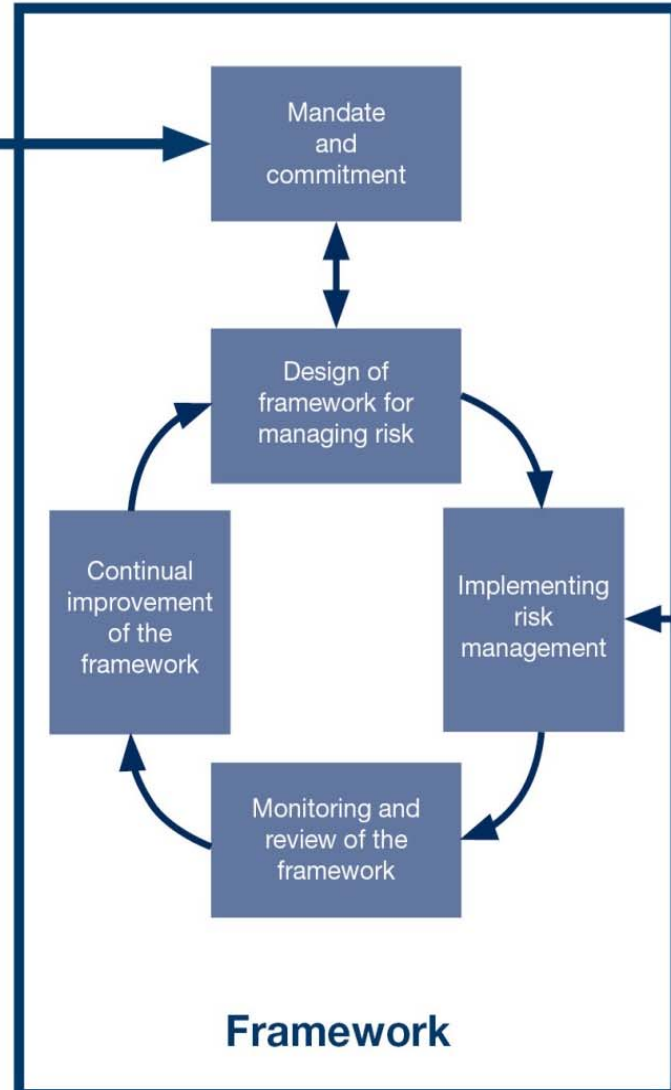 Mandate
and
commitment
Design of
framework for
managing risk
Continual
improvement
of the
framework
Implementing
risk
management
Monitoring and
review of the
framework
Framework